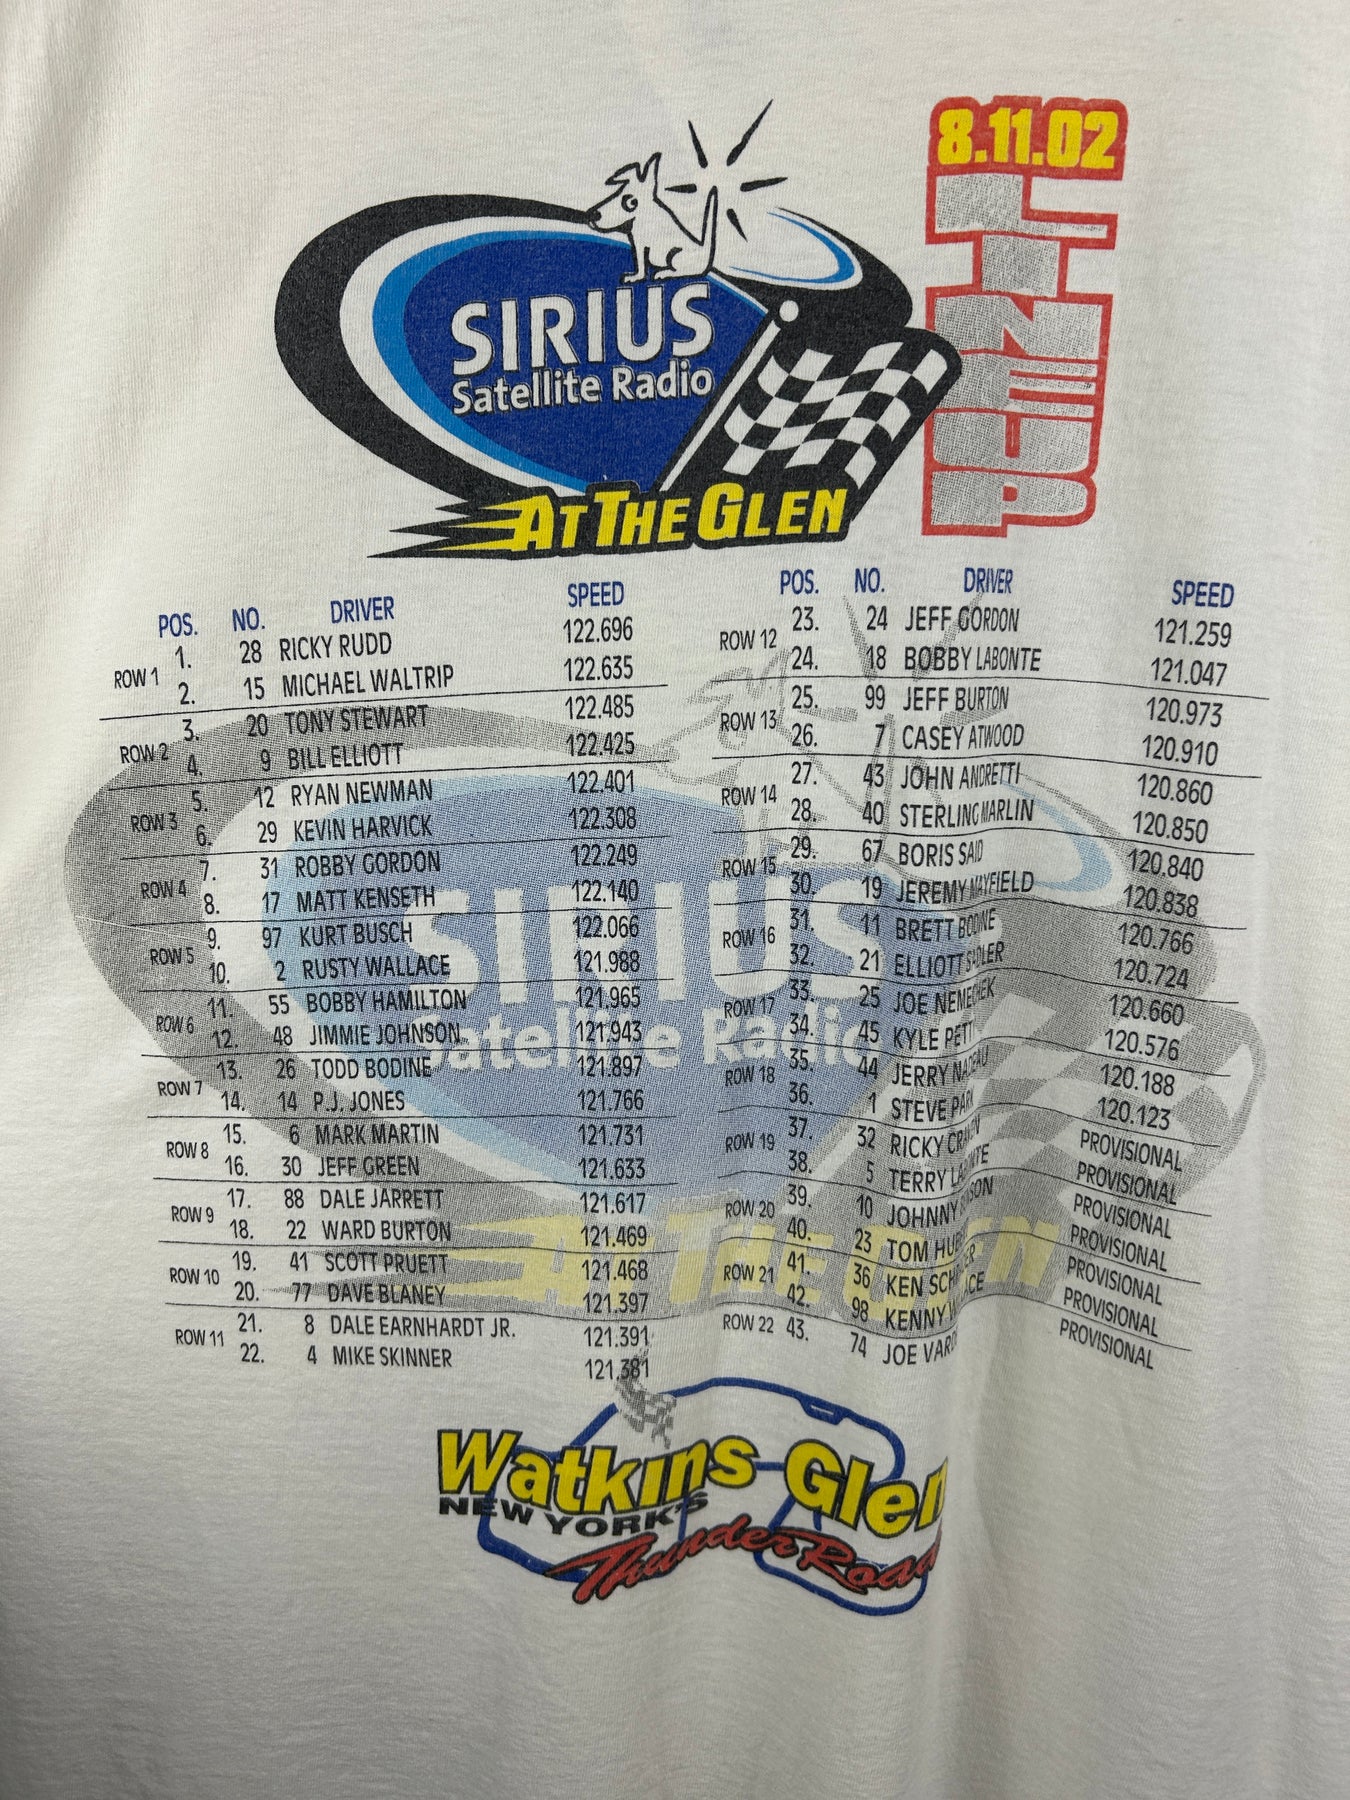 8.11.02
LINEUP
SIRIUS
Satellite Radio
AT THE GLEN
POS. NO. DRIVER SPEED
ROW 1
1. 28 RICKY RUDD 122.696
2. 15 MICHAEL WALTRIP 122.635
ROW 2
3. 20 TONY STEWART 122.485
4. 9 BILL ELLIOTT 122.425
ROW 3
5. 12 RYAN NEWMAN 122.401
6. 29 KEVIN HARVICK 122.308
ROW 4
7. 31 ROBBY GORDON 122.249
8. 17 MATT KENSETH 122.140
ROW 5
9. 97 KURT BUSCH 122.066
10. 2 RUSTY WALLACE 121.988
ROW 6
11. 55 BOBBY HAMILTON 121.965
12. 48 JIMMIE JOHNSON 121.943
ROW 7
13. 26 TODD BODINE 121.897
14. 14 P.J. JONES 121.766
ROW 8
15. 6 MARK MARTIN 121.731
16. 30 JEFF GREEN 121.633
ROW 9
17. 88 DALE JARRETT 121.617
18. 22 WARD BURTON 121.469
ROW 10
19. 41 SCOTT PRUETT 121.468
20. 77 DAVE BLANEY 121.397
ROW 11
21. 8 DALE EARNHARDT JR. 121.391
22. 4 MIKE SKINNER 121.381
POS. NO. DRIVER SPEED
ROW 12
23. 24 JEFF GORDON 121.259
24. 18 BOBBY LABONTE 121.047
ROW 13
25. 99 JEFF BURTON 120.973
26. 7 CASEY ATWOOD 120.910
ROW 14
27. 43 JOHN ANDRETTI 120.860
28. 40 STERLING MARLIN 120.850
ROW 15
29. 67 BORIS SAID 120.840
30. 19 JEREMY MAYFIELD 120.838
ROW 16
31. 11 BRETT BODINE 120.766
32. 21 ELLIOTT SADLER 120.724
ROW 17
33. 25 JOE NEMECHEK 120.660
34. 45 KYLE PETTY 120.576
ROW 18
35. 44 JERRY NADEAU 120.188
36. 1 STEVE PARK 120.123
ROW 19
37. 32 RICKY CRAVEN PROVISIONAL
38. 5 TERRY LABONTE PROVISIONAL
ROW 20
39. 10 JOHNNY BENSON PROVISIONAL
40. 23 TOM PROVISIONAL
ROW 21
41. 36 KEN SCHRADER PROVISIONAL
42. 98 KENNY WALLACE PROVISIONAL
ROW 22
43. 74 JOE PROVISIONAL
SIRIUS
Satellite Radio
AT THE GLEN
Watkins Glen
NEW YORK'S
Thunder Road